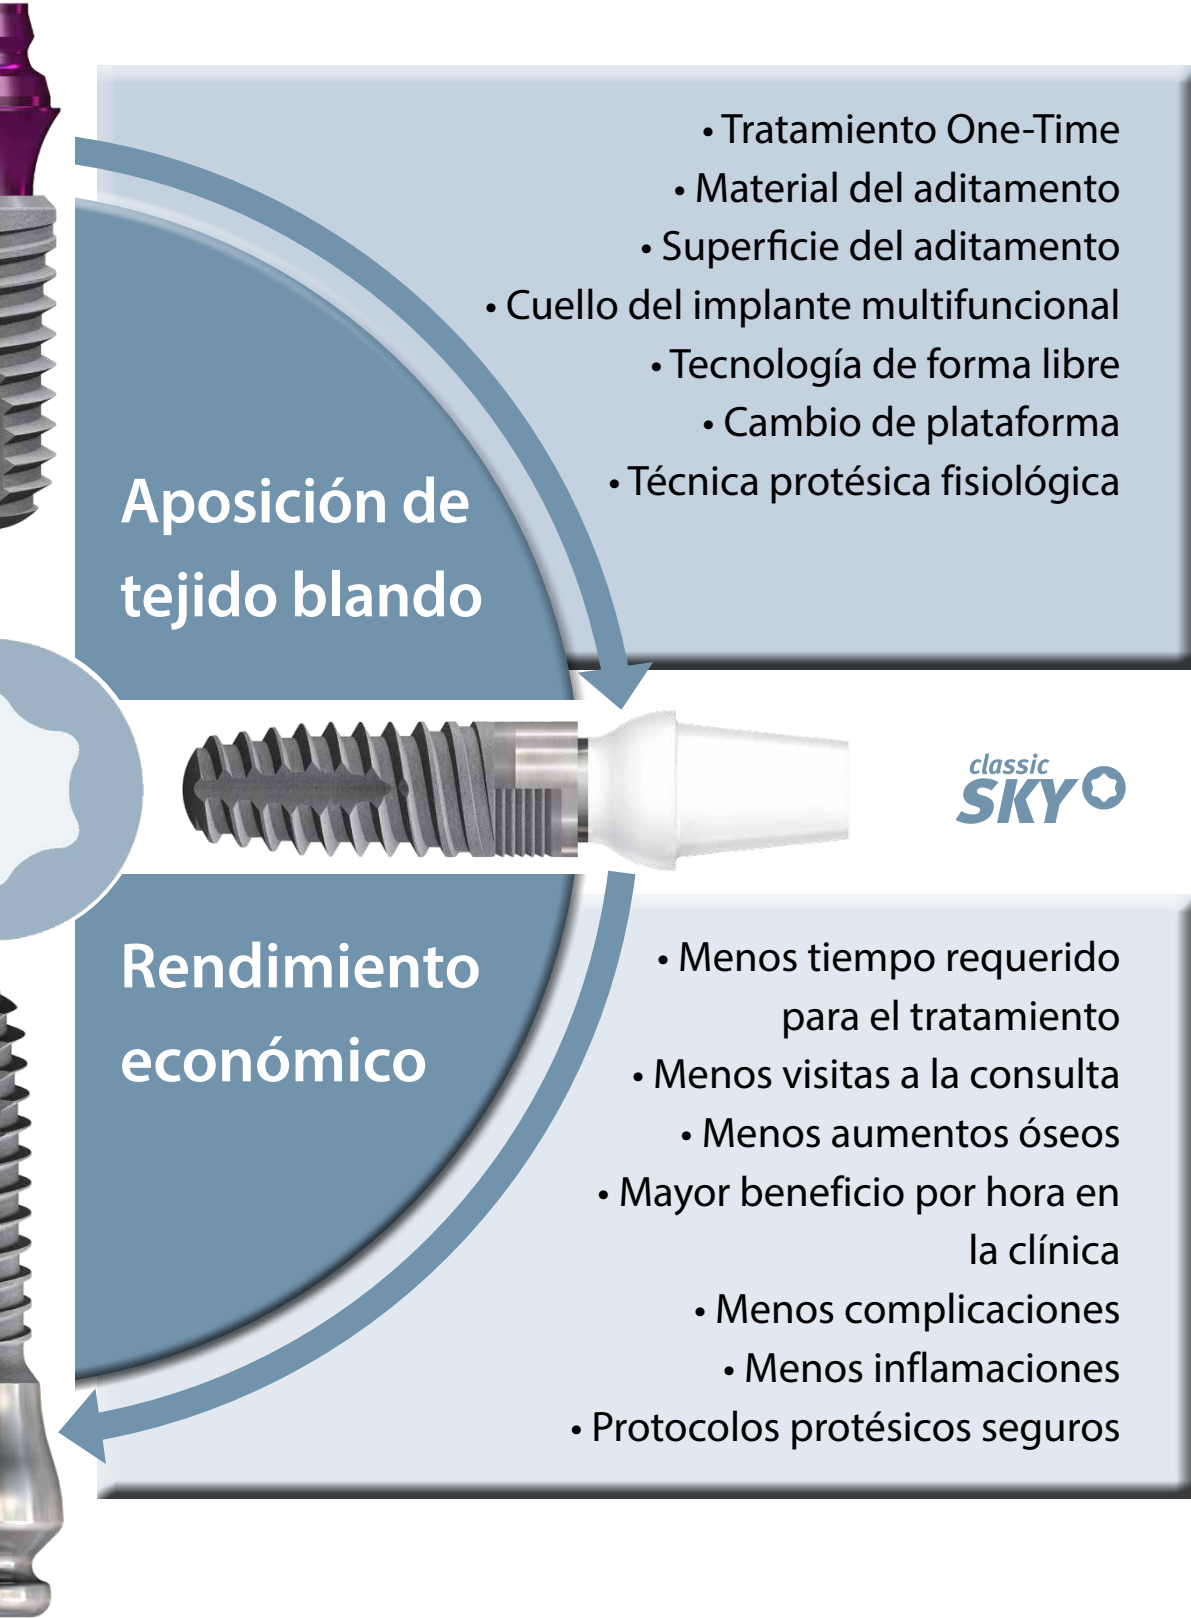 • Tratamiento One-Time
• Material del aditamento
• Superficie del aditamento
• Cuello del implante multifuncional
• Tecnología de forma libre
• Cambio de plataforma
• Técnica protésica fisiológica
Aposición de
tejido blando
classic
SKY
Rendimiento
económico
• Menos tiempo requerido
para el tratamiento
• Menos visitas a la consulta
• Menos aumentos óseos
• Mayor beneficio por hora en
la clínica
• Menos complicaciones
• Menos inflamaciones
• Protocolos protésicos seguros